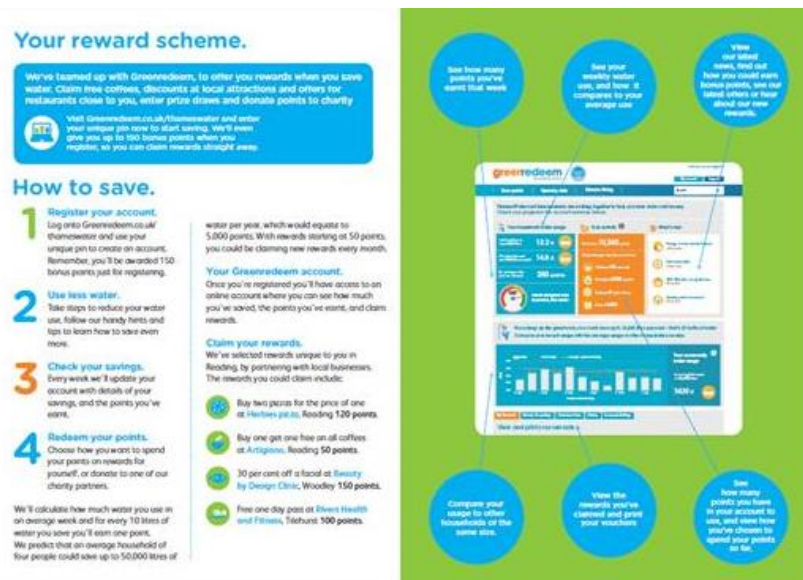 Your reward scheme.
We've teamed up with Greenredeem, to offer you rewards when you save
water. Claim free coffees, discounts at local attractions and offers for
restaurants close to you, enter prize draws and donate points to charity
Visit Greenredeem.co.uk/thameswater and enter
your unique pin now to start saving. We'll even
give you up to 150 bonus points when you
register, so you can claim rewards straight away.
How to save.
1
Register your account.
Log onto Greenredeem.co.uk/
thameswater and use your
unique pin to create an account.
Remember, you'll be awarded 150
bonus points just for registering.
2
Use less water.
Take steps to reduce your water
use, follow our handy hints and
tips to learn how to save even
more.
3
Check your savings.
Every week we'll update your
account with details of your
savings, and the points you've
earnt.
4
Redeem your points.
Choose how you want to spend
your points on rewards for
yourself, or donate to one of our
charity partners.
We'll calculate how much water you use in
an average week and for every 10 litres of
water you save you'll earn one point.
We predict that an average household of
four people could save up to 50,000 litres of
water per year, which would equate to
5,000 points. With rewards starting at 50 points,
you could be claiming new rewards every month.
Your Greenredeem account.
Once you're registered you'll have access to an
online account where you can see how much
you've saved, the points you've earnt, and claim
rewards.
Claim your rewards.
We've selected rewards unique to you in
Reading, by partnering with local businesses.
The rewards you could claim include:
Buy two pizzas for the price of one
at Herbies pizza, Reading 120 points.
Buy one get one free on all coffees
at Artigiano, Reading 50 points.
30 per cent off a facial at Beauty
by Design Clinic, Woodley 150 points.
Free one day pass at Rivers Health
and Fitness, Tilehurst 100 points.
See how many
points you've
earnt that week
See your
weekly water
use, and how it
compares to your
average use
View
our latest
news, find out
how you could earn
bonus points, see our
latest offers or hear
about our new
rewards.
greenredeem
Compare your
usage to other
households of the
same size.
View the
rewards you've
claimed and print
your vouchers
See
how many
points you have
in your account to
use, and view how
you've chosen to
spend your points
so far.